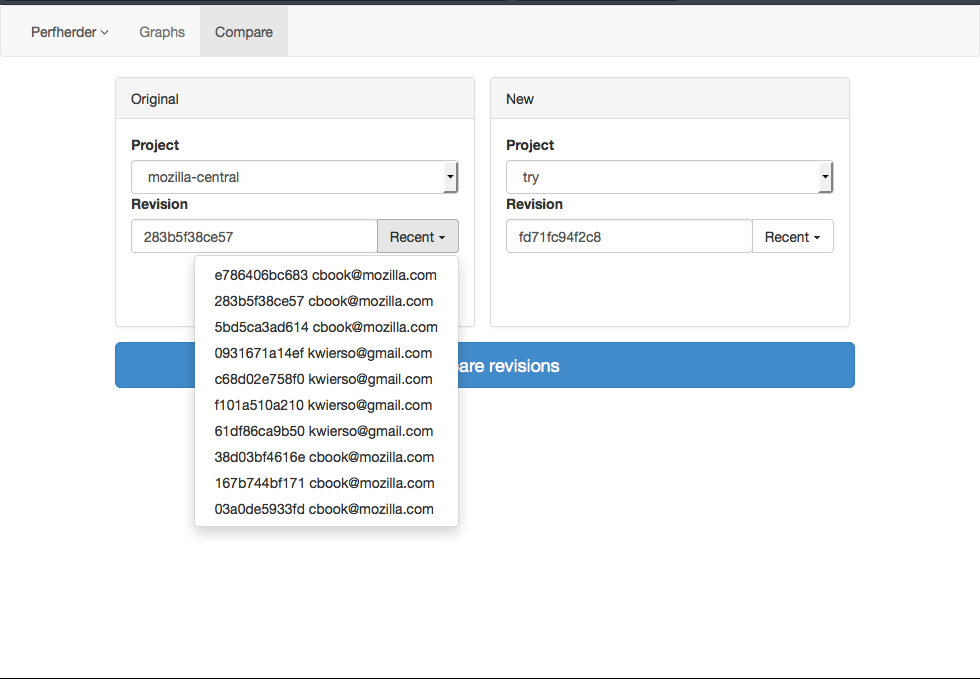 Perfherder Graphs Compare
Original
Project
mozilla-central
Revision
283b5f38ce57 Recent
e786406bc683 cbook@mozilla.com
283b5f38ce57 cbook@mozilla.com
5bd5ca3ad614 cbook@mozilla.com
0931671a14ef kwierso@gmail.com
c68d02e758f0 kwierso@gmail.com
f101a510a210 kwierso@gmail.com
61df86ca9b50 kwierso@gmail.com
38d03bf4616e cbook@mozilla.com
167b744bf171 cbook@mozilla.com
03a0de5933fd cbook@mozilla.com
New
Project
try
Revision
fd71fc94f2c8 Recent
are revisions